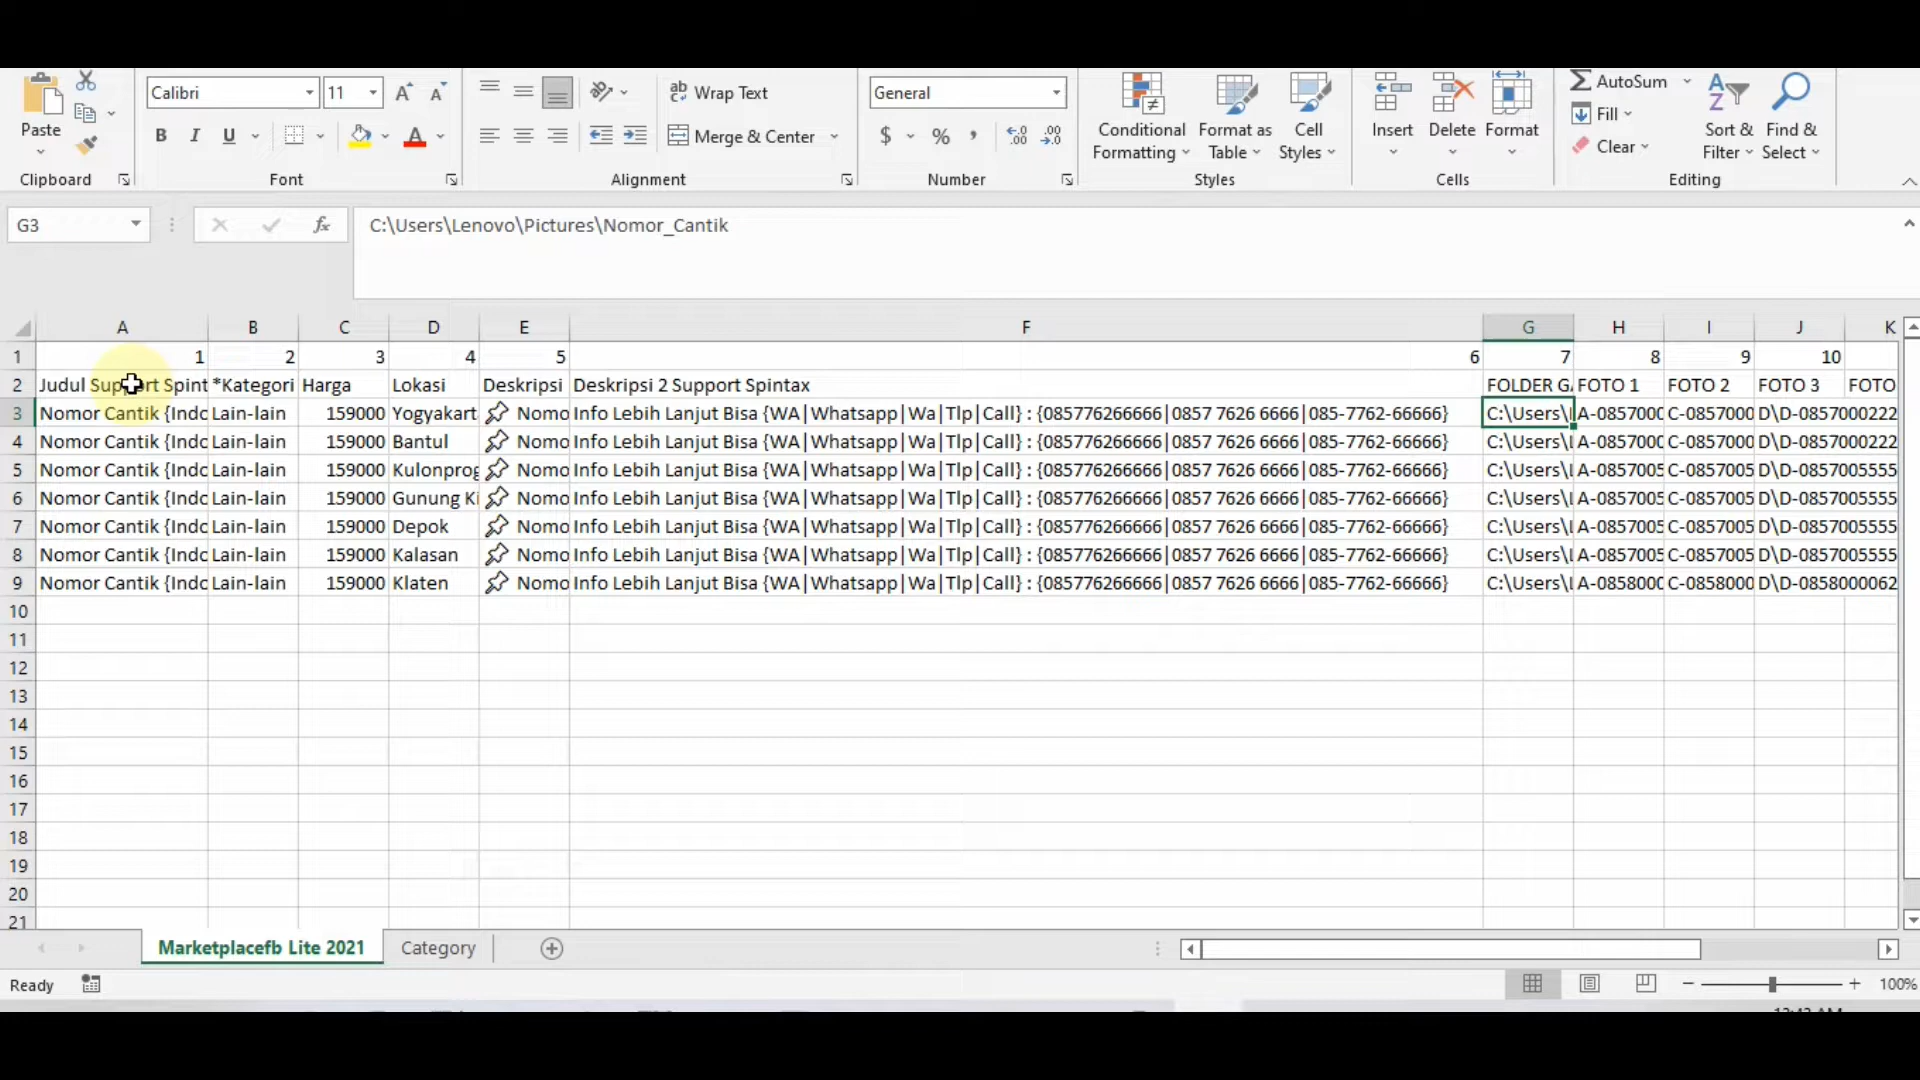 Calibri 11 Wrap Text General AutoSum
Paste B I U Merge & Center $ % Conditional Formatting Format as Table Cell Styles Insert Delete Format Fill Clear Sort & Filter Find & Select
Clipboard Font Alignment Number Styles Cells Editing
G3 fx C:\Users\Lenovo\Pictures\Nomor_Cantik
A B C D E F G H I J K
1 1 2 3 4 5 6 7 8 9 10
2 Judul Support Spint *Kategori Harga Lokasi Deskripsi Deskripsi 2 Support Spintax FOLDER GA FOTO 1 FOTO 2 FOTO 3 FOTO
3 Nomor Cantik {Indo Lain-lain 159000 Yogyakart Nomo Info Lebih Lanjut Bisa {WA|Whatsapp|Wa|Tlp|Call} : {085776266666|0857 7626 6666|085-7762-66666} C:\Users\L A-0857000 C-0857000 D\D-0857000222
4 Nomor Cantik {Indo Lain-lain 159000 Bantul Nomo Info Lebih Lanjut Bisa {WA|Whatsapp|Wa|Tlp|Call} : {085776266666|0857 7626 6666|085-7762-66666} C:\Users\L A-0857000 C-0857000 D\D-0857000222
5 Nomor Cantik {Indo Lain-lain 159000 Kulonprog Nomo Info Lebih Lanjut Bisa {WA|Whatsapp|Wa|Tlp|Call} : {085776266666|0857 7626 6666|085-7762-66666} C:\Users\L A-0857005 C-0857005 D\D-0857005555
6 Nomor Cantik {Indo Lain-lain 159000 Gunung Ki Nomo Info Lebih Lanjut Bisa {WA|Whatsapp|Wa|Tlp|Call} : {085776266666|0857 7626 6666|085-7762-66666} C:\Users\L A-0857005 C-0857005 D\D-0857005555
7 Nomor Cantik {Indo Lain-lain 159000 Depok Nomo Info Lebih Lanjut Bisa {WA|Whatsapp|Wa|Tlp|Call} : {085776266666|0857 7626 6666|085-7762-66666} C:\Users\L A-0857005 C-0857005 D\D-0857005555
8 Nomor Cantik {Indo Lain-lain 159000 Kalasan Nomo Info Lebih Lanjut Bisa {WA|Whatsapp|Wa|Tlp|Call} : {085776266666|0857 7626 6666|085-7762-66666} C:\Users\L A-0857005 C-0857005 D\D-0857005555
9 Nomor Cantik {Indo Lain-lain 159000 Klaten Nomo Info Lebih Lanjut Bisa {WA|Whatsapp|Wa|Tlp|Call} : {085776266666|0857 7626 6666|085-7762-66666} C:\Users\L A-0858000 C-0858000 D\D-0858000062
10
11
12
13
14
15
16
17
18
19
20
21
Marketplacefb Lite 2021 Category
Ready 100%